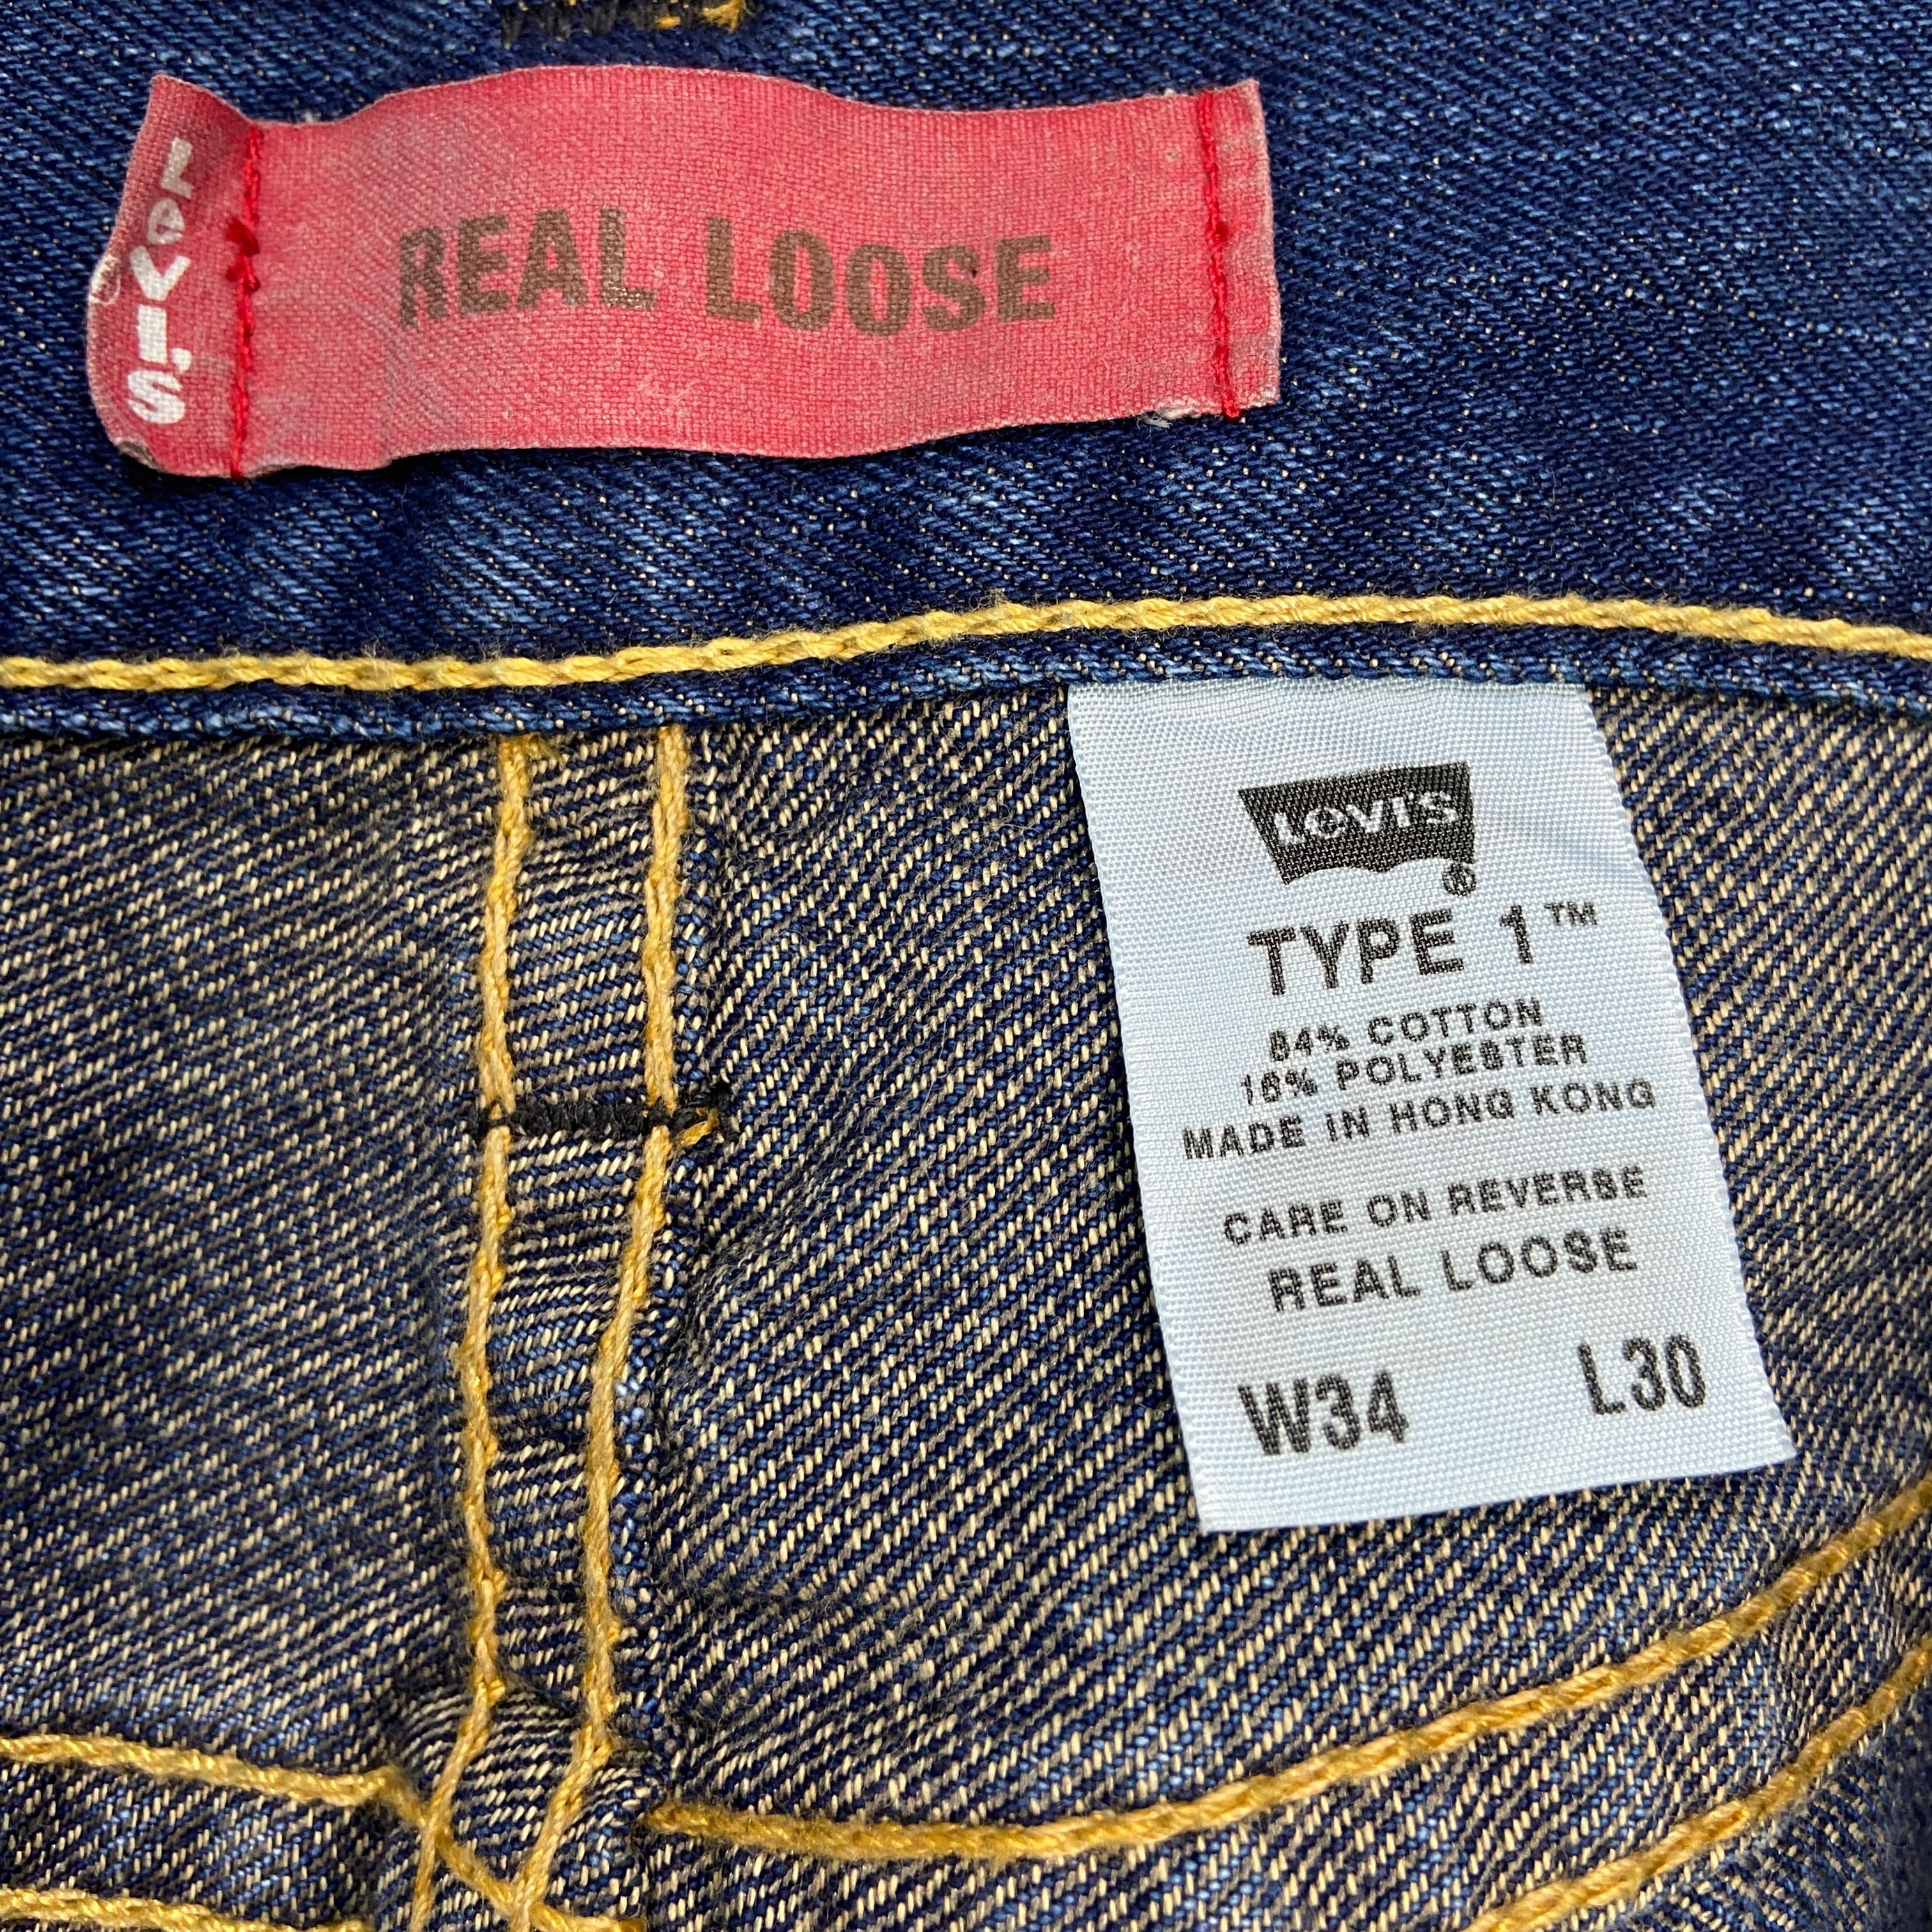 Levi's
REAL LOOSE
Levi's ®
TYPE 1™
84% COTTON
16% POLYESTER
MADE IN HONG KONG
CARE ON REVERSE
REAL LOOSE
W34 L30